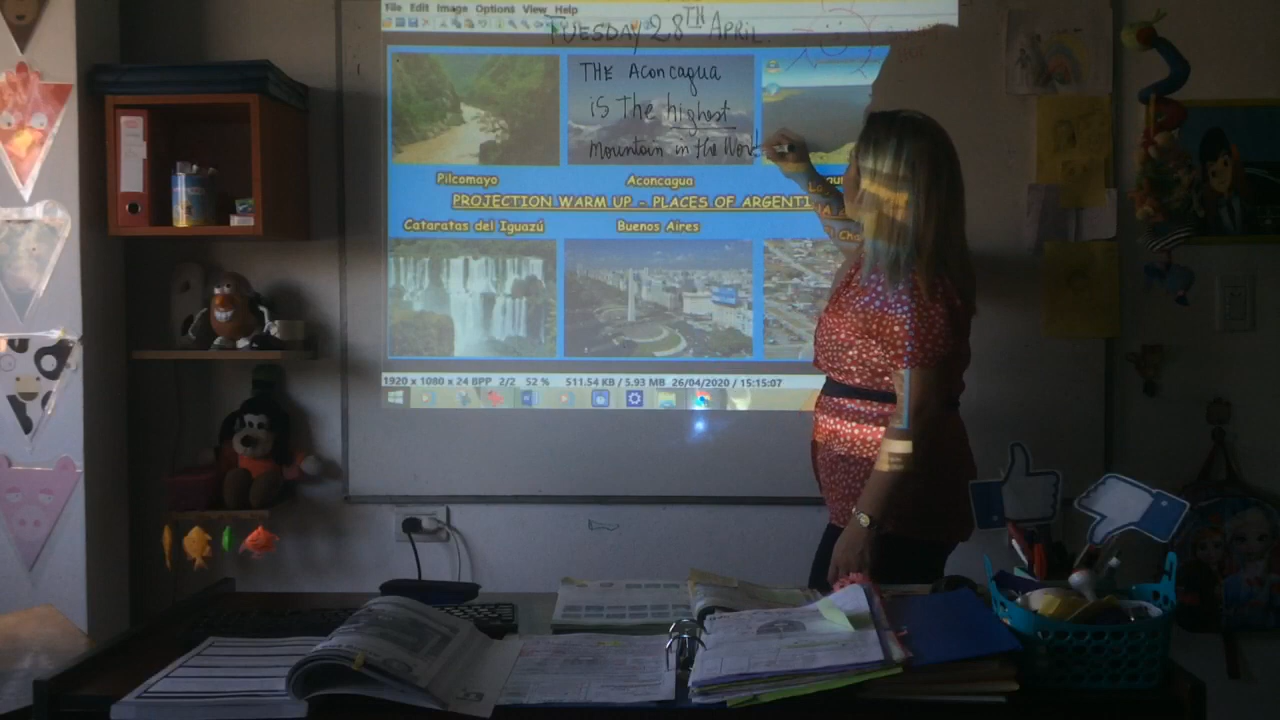 File Edit Image Options View Help
TUESDAY 28TH APRIL.
THE Aconcagua
is The highest
mountain in the Worl
Pilcomayo
Aconcagua
PROJECTION WARM UP - PLACES OF ARGENTI
Cataratas del Iguazú
Buenos Aires
1920 x 1080 x 24 BPP 2/2 52 % 511.54 KB / 5.93 MB 26/04/2020 / 15:15:07